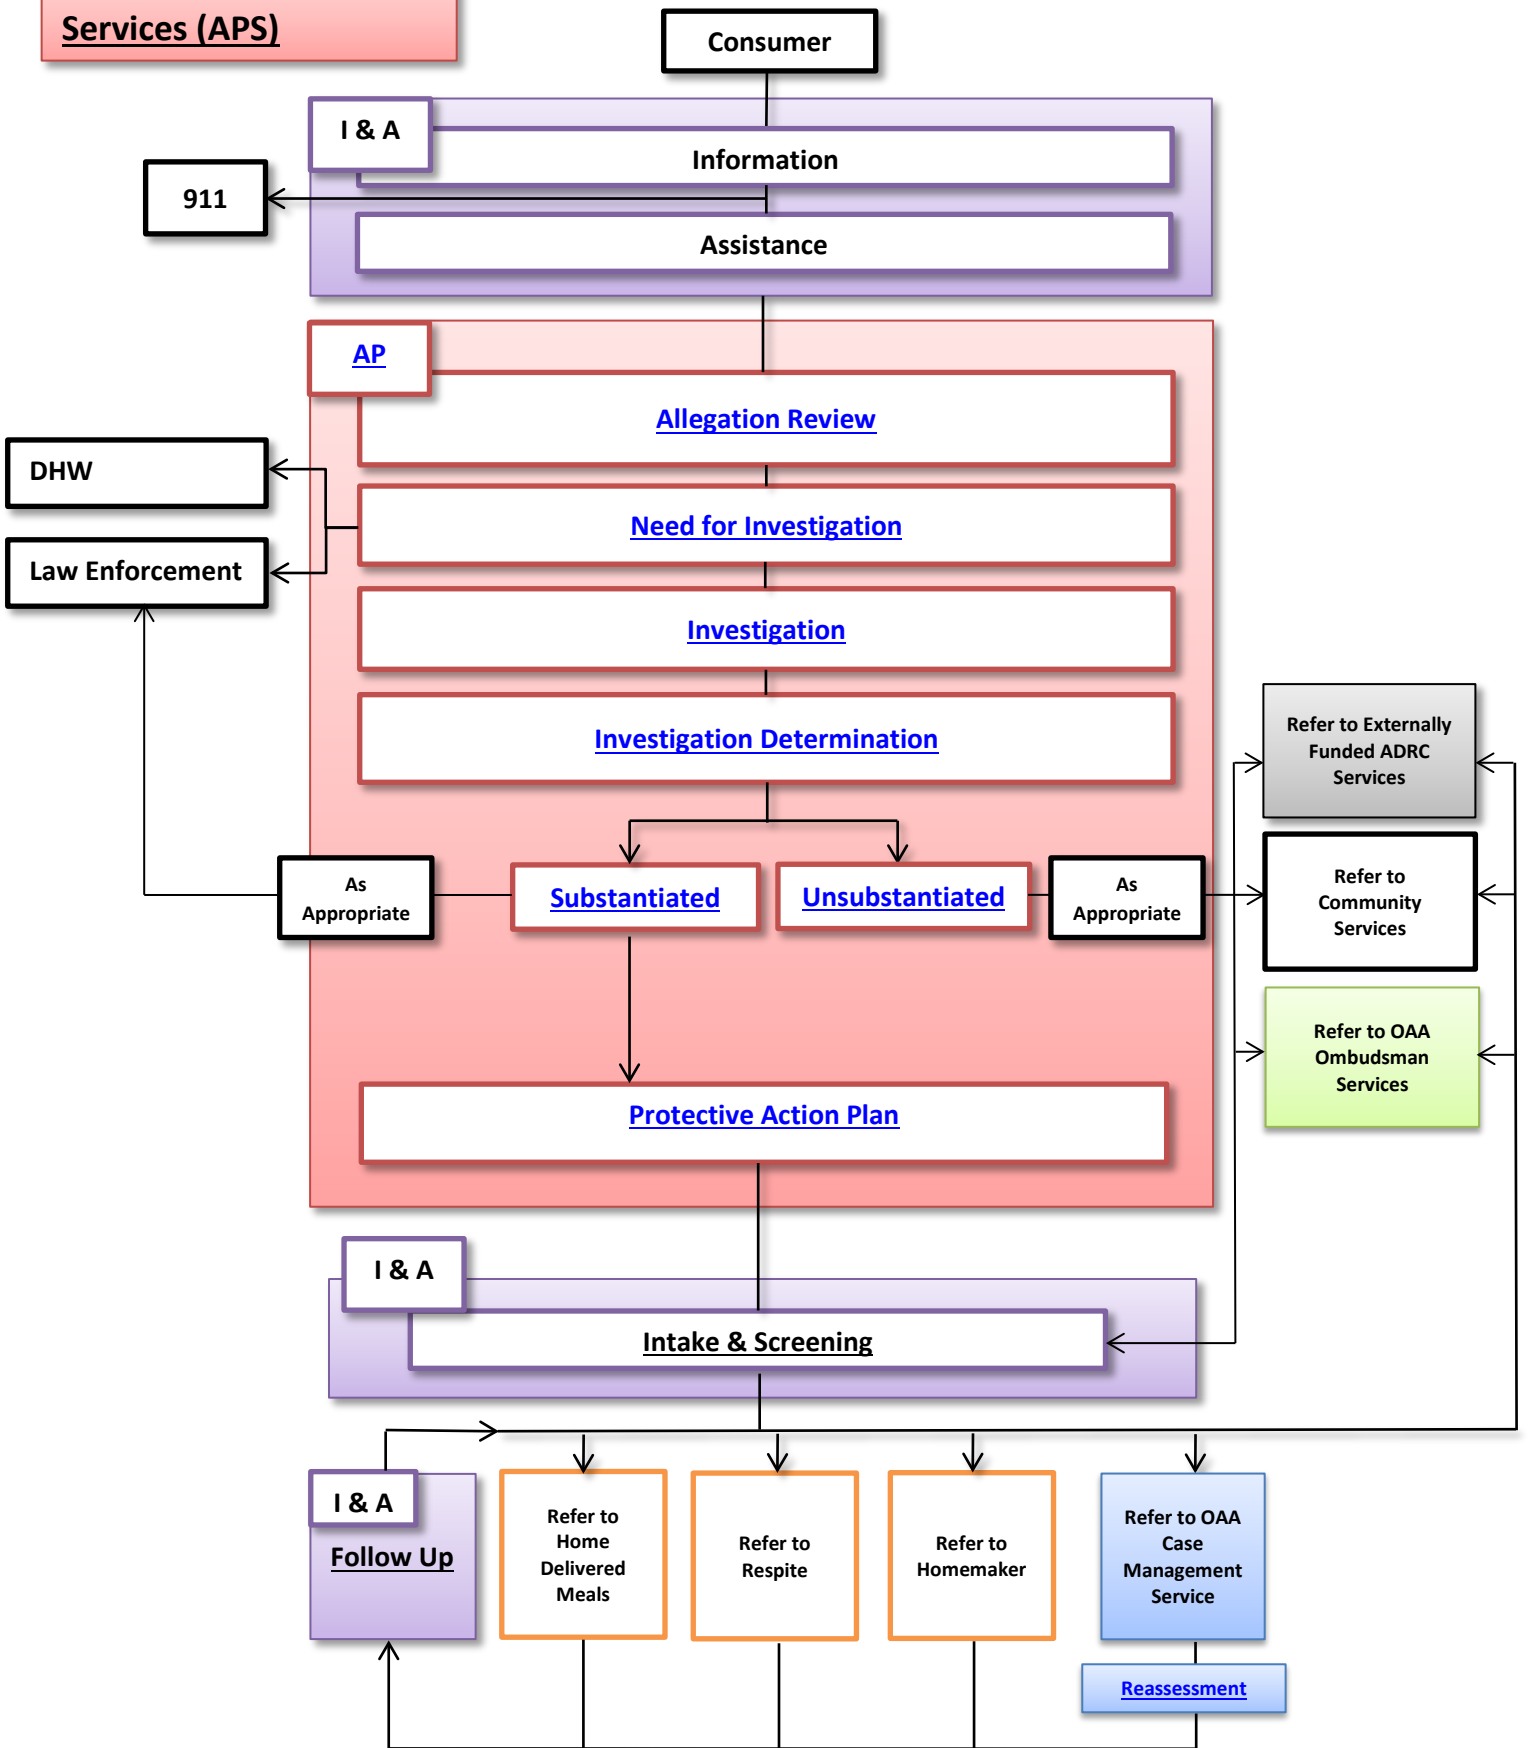 Services (APS)
Consumer
I & A
Information
911
Assistance
AP
Allegation Review
DHW
Need for Investigation
Law Enforcement
Investigation
Investigation Determination
Refer to Externally
Funded ADRC
Services
As
Appropriate
Substantiated
Unsubstantiated
As
Appropriate
Refer to
Community
Services
Refer to OAA
Ombudsman
Services
Protective Action Plan
I & A
Intake & Screening
I & A
Follow Up
Refer to
Home
Delivered
Meals
Refer to
Respite
Refer to
Homemaker
Refer to OAA
Case
Management
Service
Reassessment